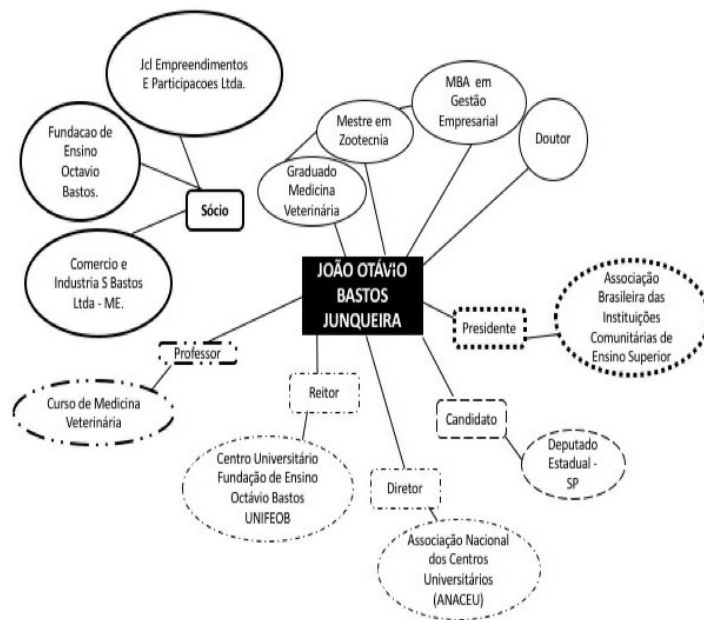 Jcl Empreendimentos
E Participacoes Ltda.
Fundacao de
Ensino
Octavio
Bastos.
Sócio
Comercio e
Industria S Bastos
Ltda - ME.
MBA em
Gestão
Empresarial
Mestre em
Zootecnia
Doutor
Graduado
Medicina
Veterinária
JOÃO OTÁVIO
BASTOS
JUNQUEIRA
Associação
Brasileira das
Instituições
Comunitárias de
Ensino Superior
Presidente
Professor
Curso de Medicina
Veterinária
Reitor
Centro Universitário
Fundação de Ensino
Octávio Bastos
UNIFEOB
Candidato
Deputado
Estadual -
SP
Diretor
Associação Nacional
dos Centros
Universitários
(ANACEU)